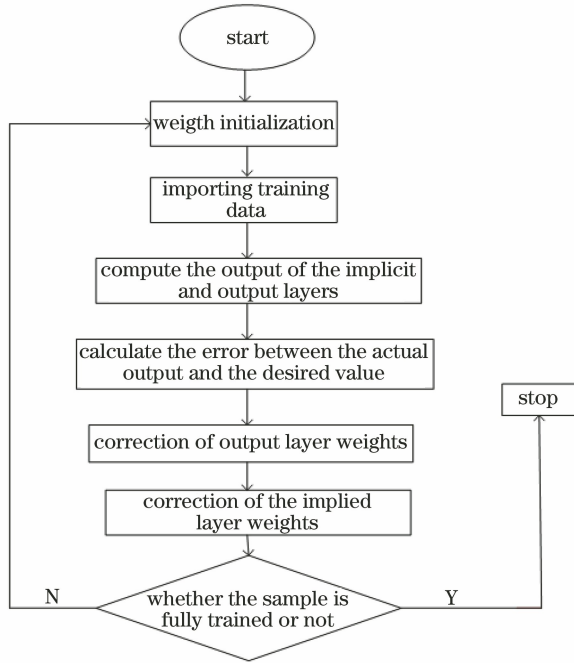 start
weigth initialization
importing training
data
compute the output of the implicit
and output layers
calculate the error between the actual
output and the desired value
stop
correction of output layer weights
correction of the implied
layer weights
N
whether the sample is
fully trained or not
Y